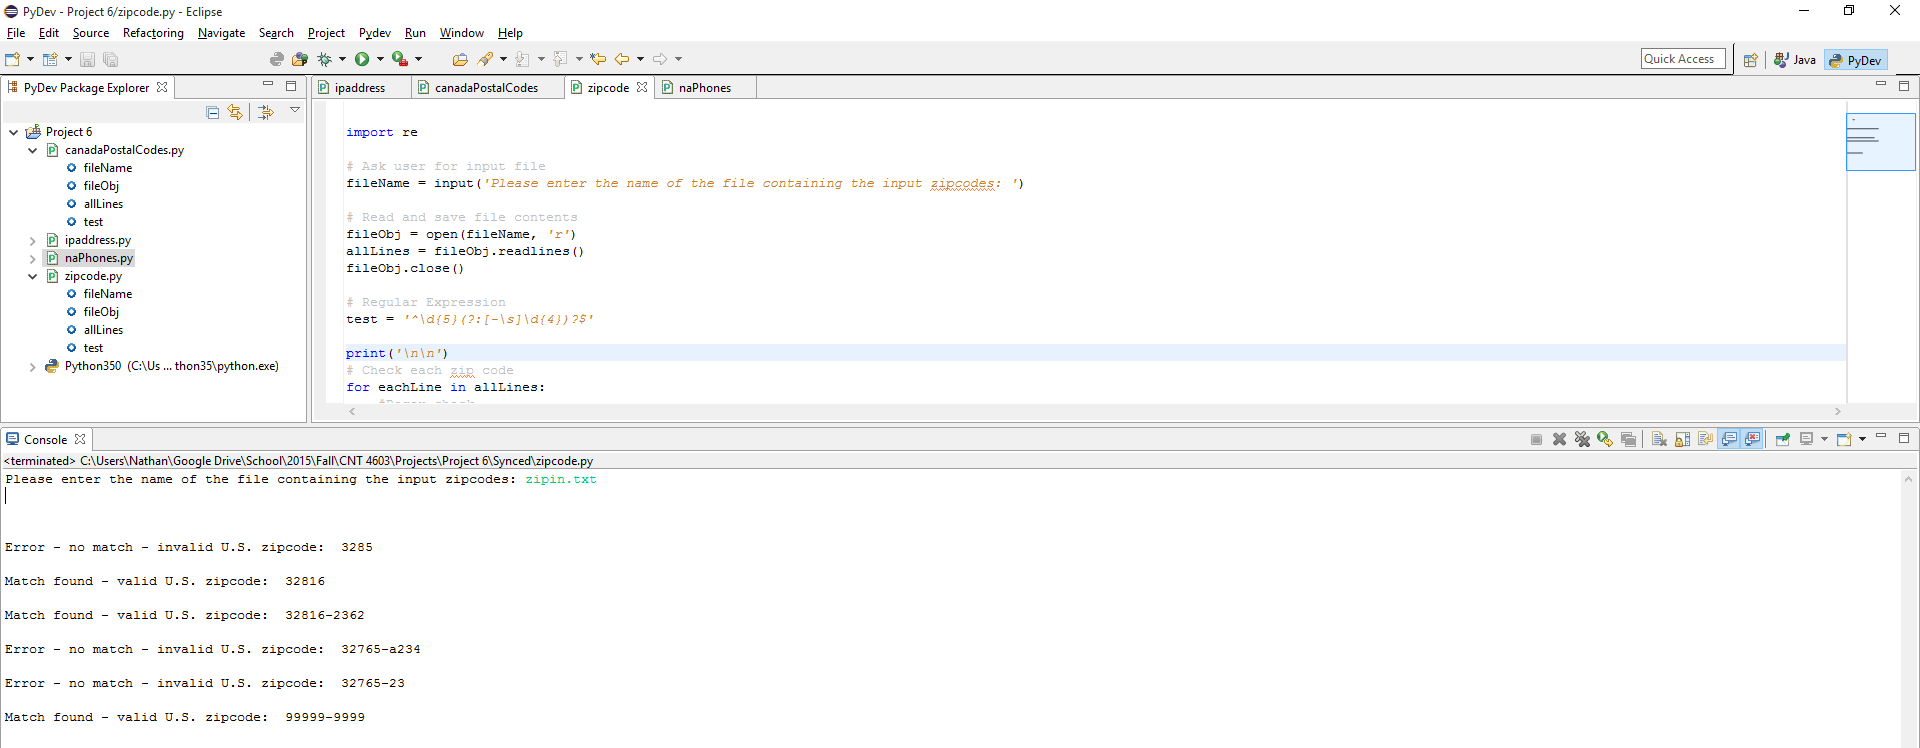 PyDev - Project 6/zipcode.py - Eclipse
File Edit Source Refactoring Navigate Search Project Pydev Run Window Help
Quick Access Java PyDev
PyDev Package Explorer
Project 6
canadaPostalCodes.py
fileName
fileObj
allLines
test
ipaddress.py
naPhones.py
zipcode.py
fileName
fileObj
allLines
test
Python350 (C:\Us ... thon35\python.exe)
ipaddress canadaPostalCodes zipcode naPhones
import re
# Ask user for input file
fileName = input('Please enter the name of the file containing the input zipcodes: ')
# Read and save file contents
fileObj = open(fileName, 'r')
allLines = fileObj.readlines()
fileObj.close()
# Regular Expression
test = '^\d{5}(?:[-\s]\d{4})?$'
print('\n\n')
# Check each zip code
for eachLine in allLines:
Console
<terminated> C:\Users\Nathan\Google Drive\School\2015\Fall\CNT 4603\Projects\Project 6\Synced\zipcode.py
Please enter the name of the file containing the input zipcodes: zipin.txt
Error - no match - invalid U.S. zipcode:  3285
Match found - valid U.S. zipcode:  32816
Match found - valid U.S. zipcode:  32816-2362
Error - no match - invalid U.S. zipcode:  32765-a234
Error - no match - invalid U.S. zipcode:  32765-23
Match found - valid U.S. zipcode:  99999-9999